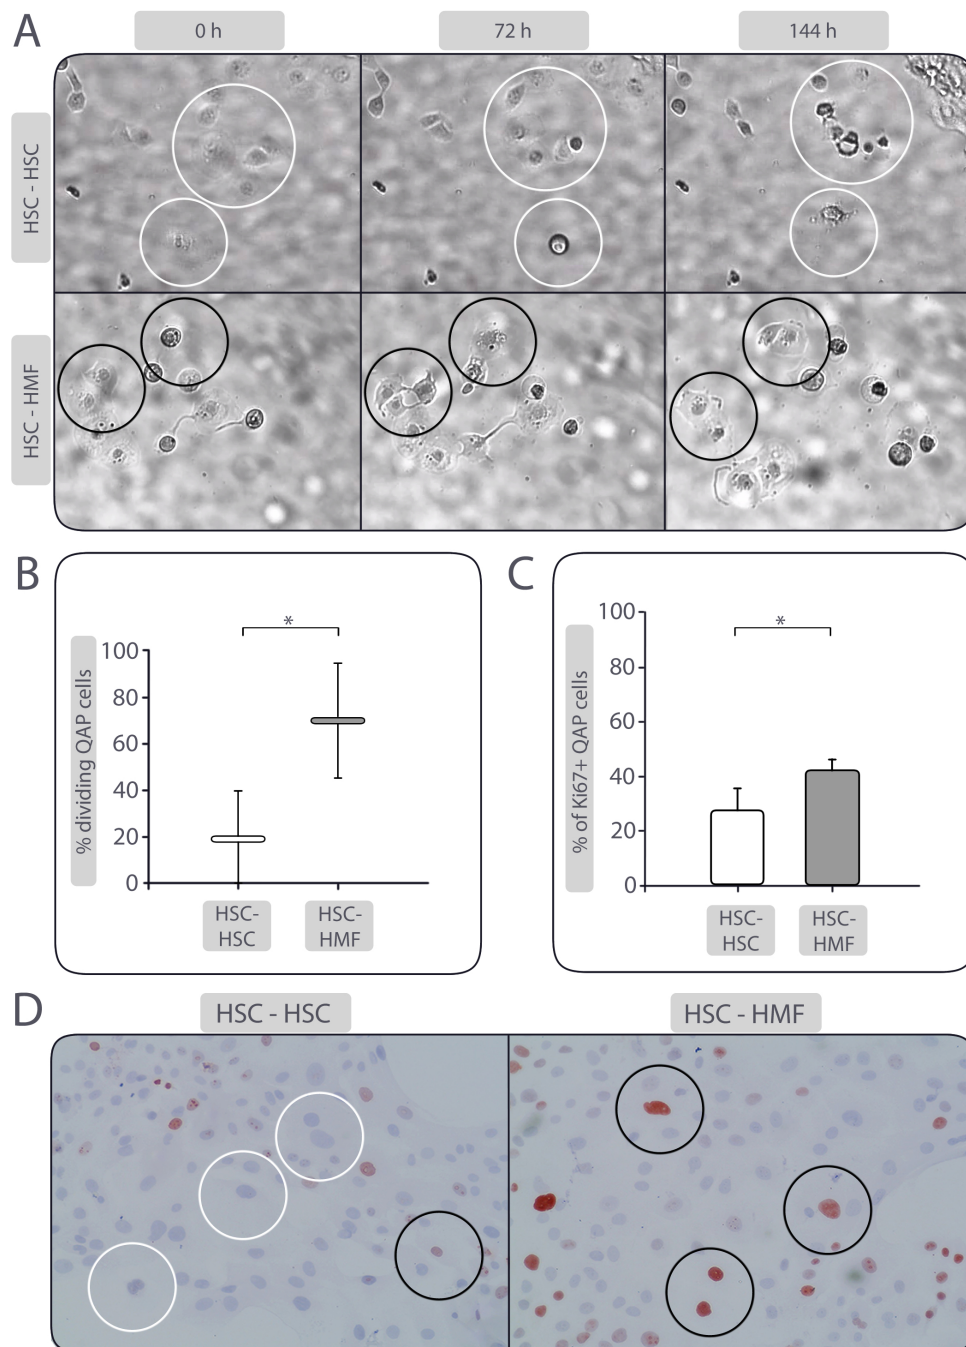 A
0 h
72 h
144 h
HSC - HSC
HSC - HMF
B
% dividing QAP cells
100
80
60
40
20
0
*
HSC-
HSC
HSC-
HMF
C
% of Ki67+ QAP cells
100
80
60
40
20
0
*
HSC-
HSC
HSC-
HMF
D
HSC - HSC
HSC - HMF